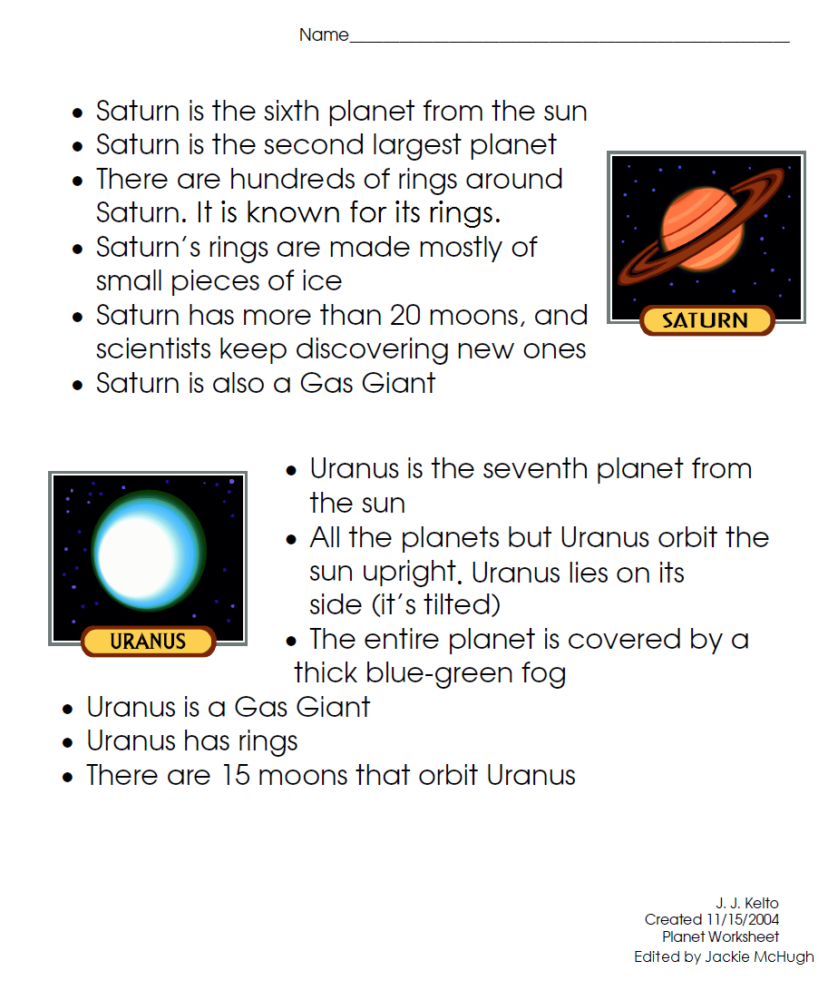 Name____________________________________________
• Saturn is the sixth planet from the sun
• Saturn is the second largest planet
• There are hundreds of rings around
Saturn. It is known for its rings.
• Saturn's rings are made mostly of
small pieces of ice
• Saturn has more than 20 moons, and
scientists keep discovering new ones
• Saturn is also a Gas Giant
SATURN
• Uranus is the seventh planet from
the sun
• All the planets but Uranus orbit the
sun upright. Uranus lies on its
side (it's tilted)
• The entire planet is covered by a
thick blue-green fog
URANUS
• Uranus is a Gas Giant
• Uranus has rings
• There are 15 moons that orbit Uranus
J. J. Kelto
Created 11/15/2004
Planet Worksheet
Edited by Jackie McHugh